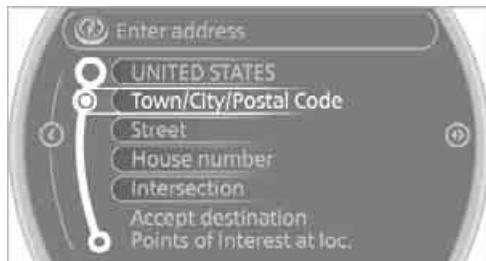 Enter address
UNITED STATES
Town/City/Postal Code
Street
House number
Intersection
Accept destination
Points of Interest at loc.